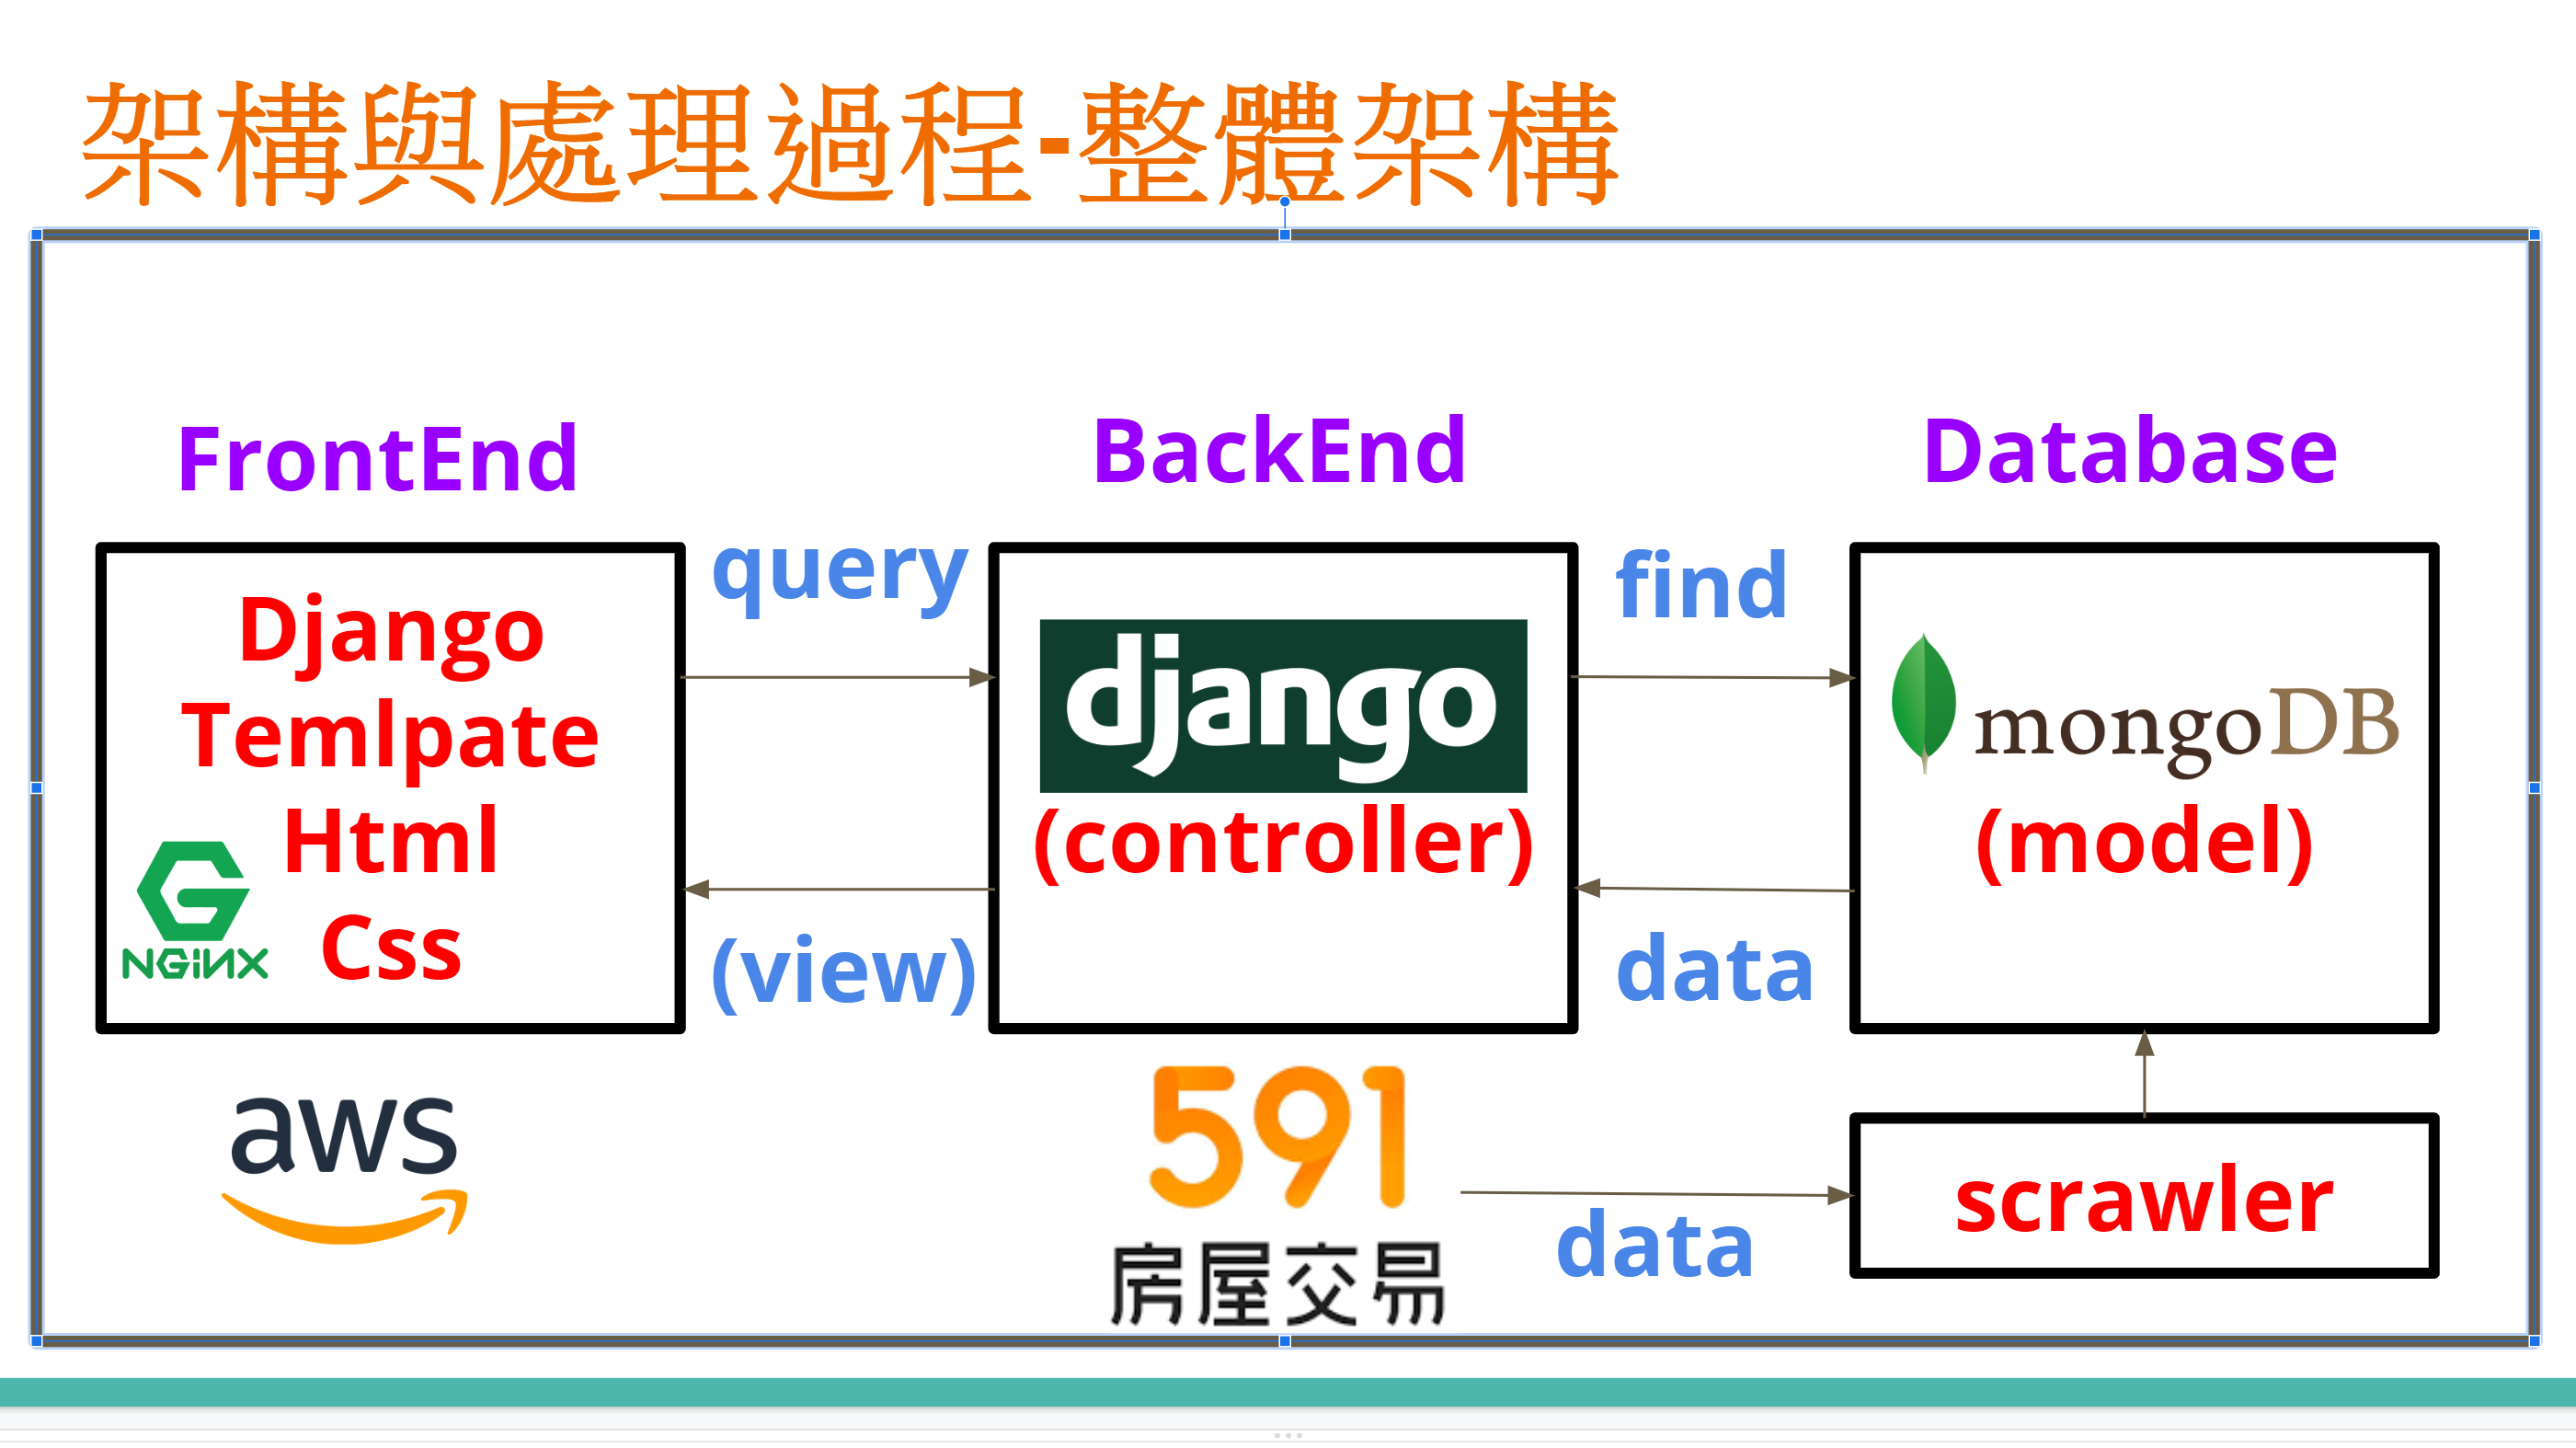 架構與處理過程-整體架構
FrontEnd
BackEnd
Database
Django
Temlpate
Html
Css
NGiNX
query
(view)
django
(controller)
find
data
mongoDB
(model)
aws
591
房屋交易
data
scrawler